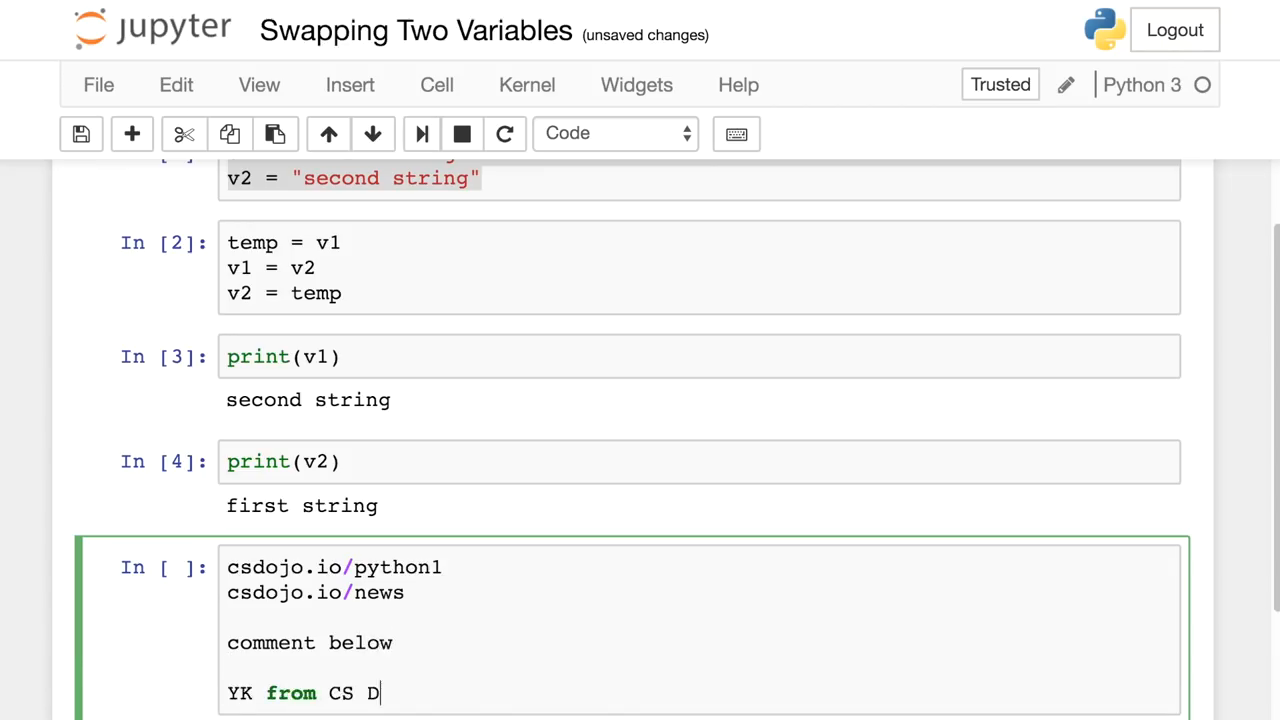 jupyter Swapping Two Variables (unsaved changes) Logout
File Edit View Insert Cell Kernel Widgets Help Trusted Python 3
Code
v2 = "second string"
In [2]: temp = v1
v1 = v2
v2 = temp
In [3]: print(v1)
second string
In [4]: print(v2)
first string
In [ ]: csdojo.io/python1
csdojo.io/news
comment below
YK from CS D